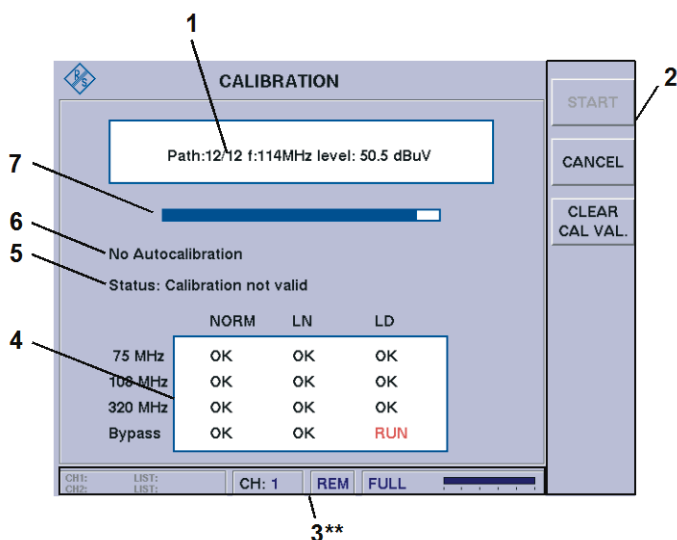 1
R/S
CALIBRATION
2
START
Path:12/12 f:114MHz level: 50.5 dBuV
CANCEL
7
CLEAR
CAL VAL.
6
No Autocalibration
5
Status: Calibration not valid
NORM LN LD
4
75 MHz OK OK OK
108 MHz OK OK OK
320 MHz OK OK OK
Bypass OK OK RUN
CH1: LIST:
CH2: LIST:
CH: 1 REM FULL
3**